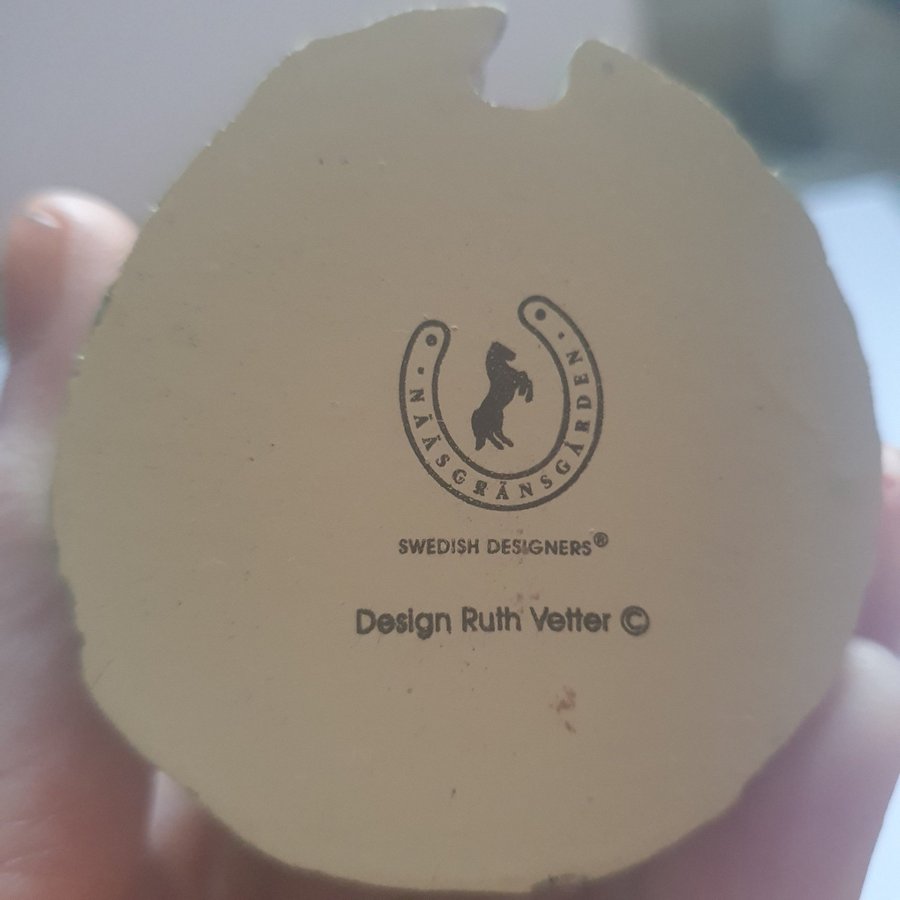 NÄÄSGRÄNSGÅRDEN
SWEDISH DESIGNERS®
Design Ruth Vetter ©